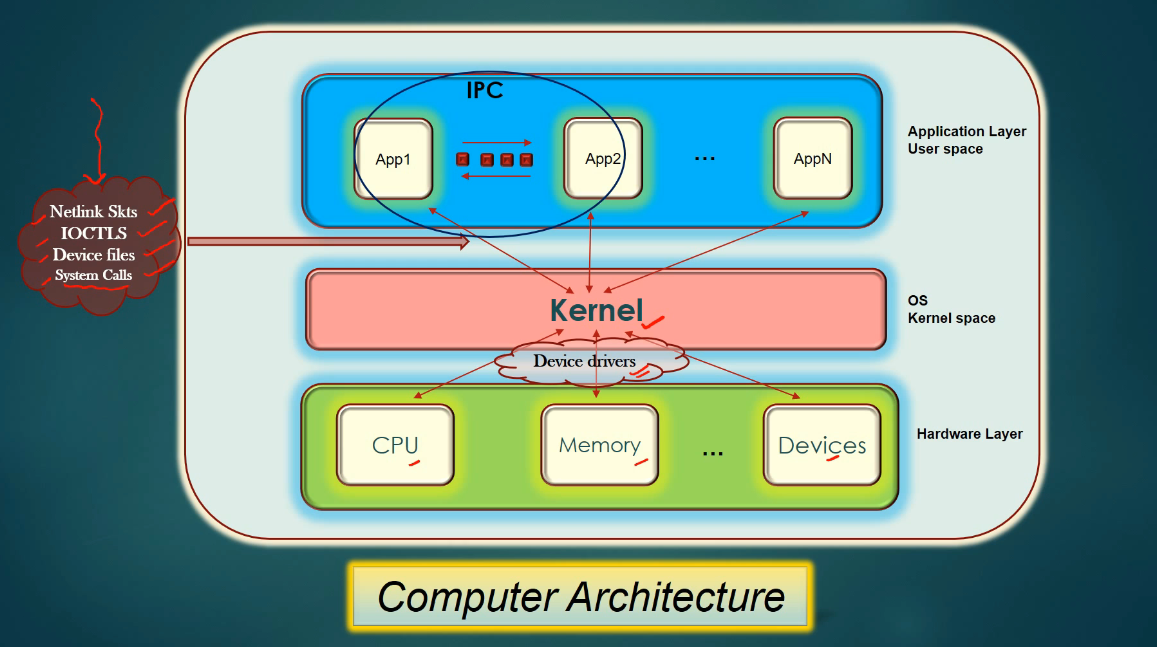 IPC
App1
App2
...
AppN
Application Layer
User space
Netlink Skts
IOCTLS
Device files
System Calls
Kernel
OS
Kernel space
Device drivers
CPU
Memory
...
Devices
Hardware Layer
Computer Architecture